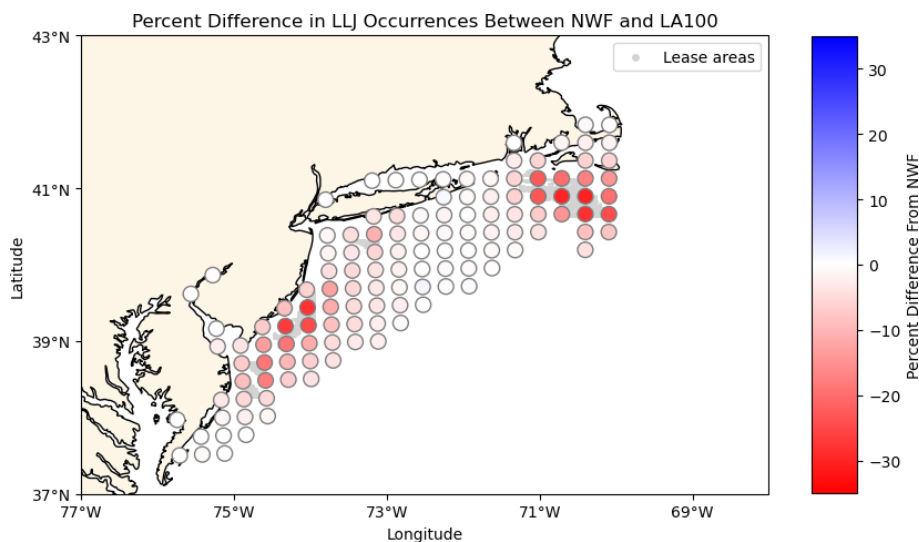 Percent Difference in LLJ Occurrences Between NWF and LA100
43°N
41°N
39°N
37°N
77°W
75°W
73°W
71°W
69°W
Latitude
Longitude
Lease areas
30
20
10
0
−10
−20
−30
Percent Difference From NWF